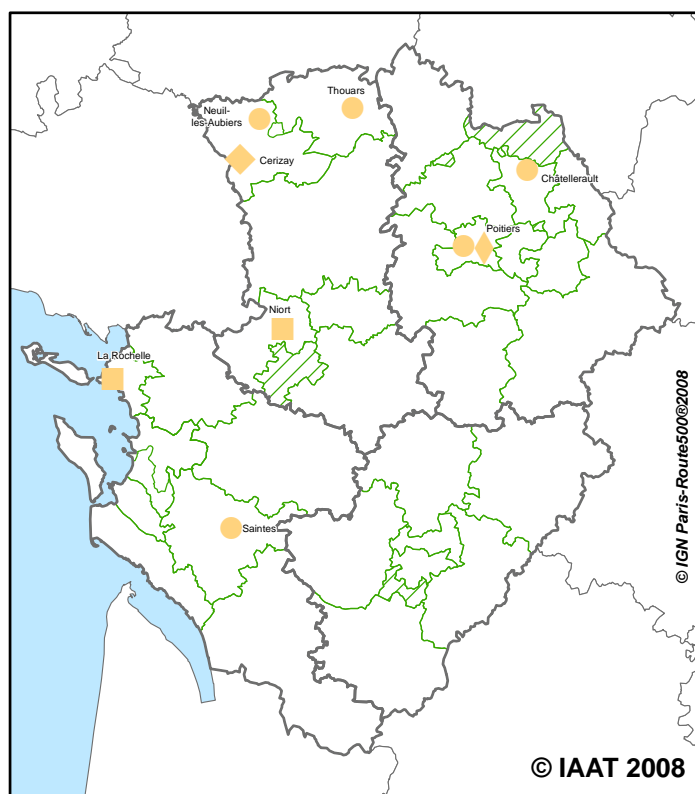 Thouars
Neuil-
les-Aubiers
Cerizay
Châtellerault
Poitiers
Niort
La Rochelle
Saintes
© IGN Paris-Route500®2008
© IAAT 2008